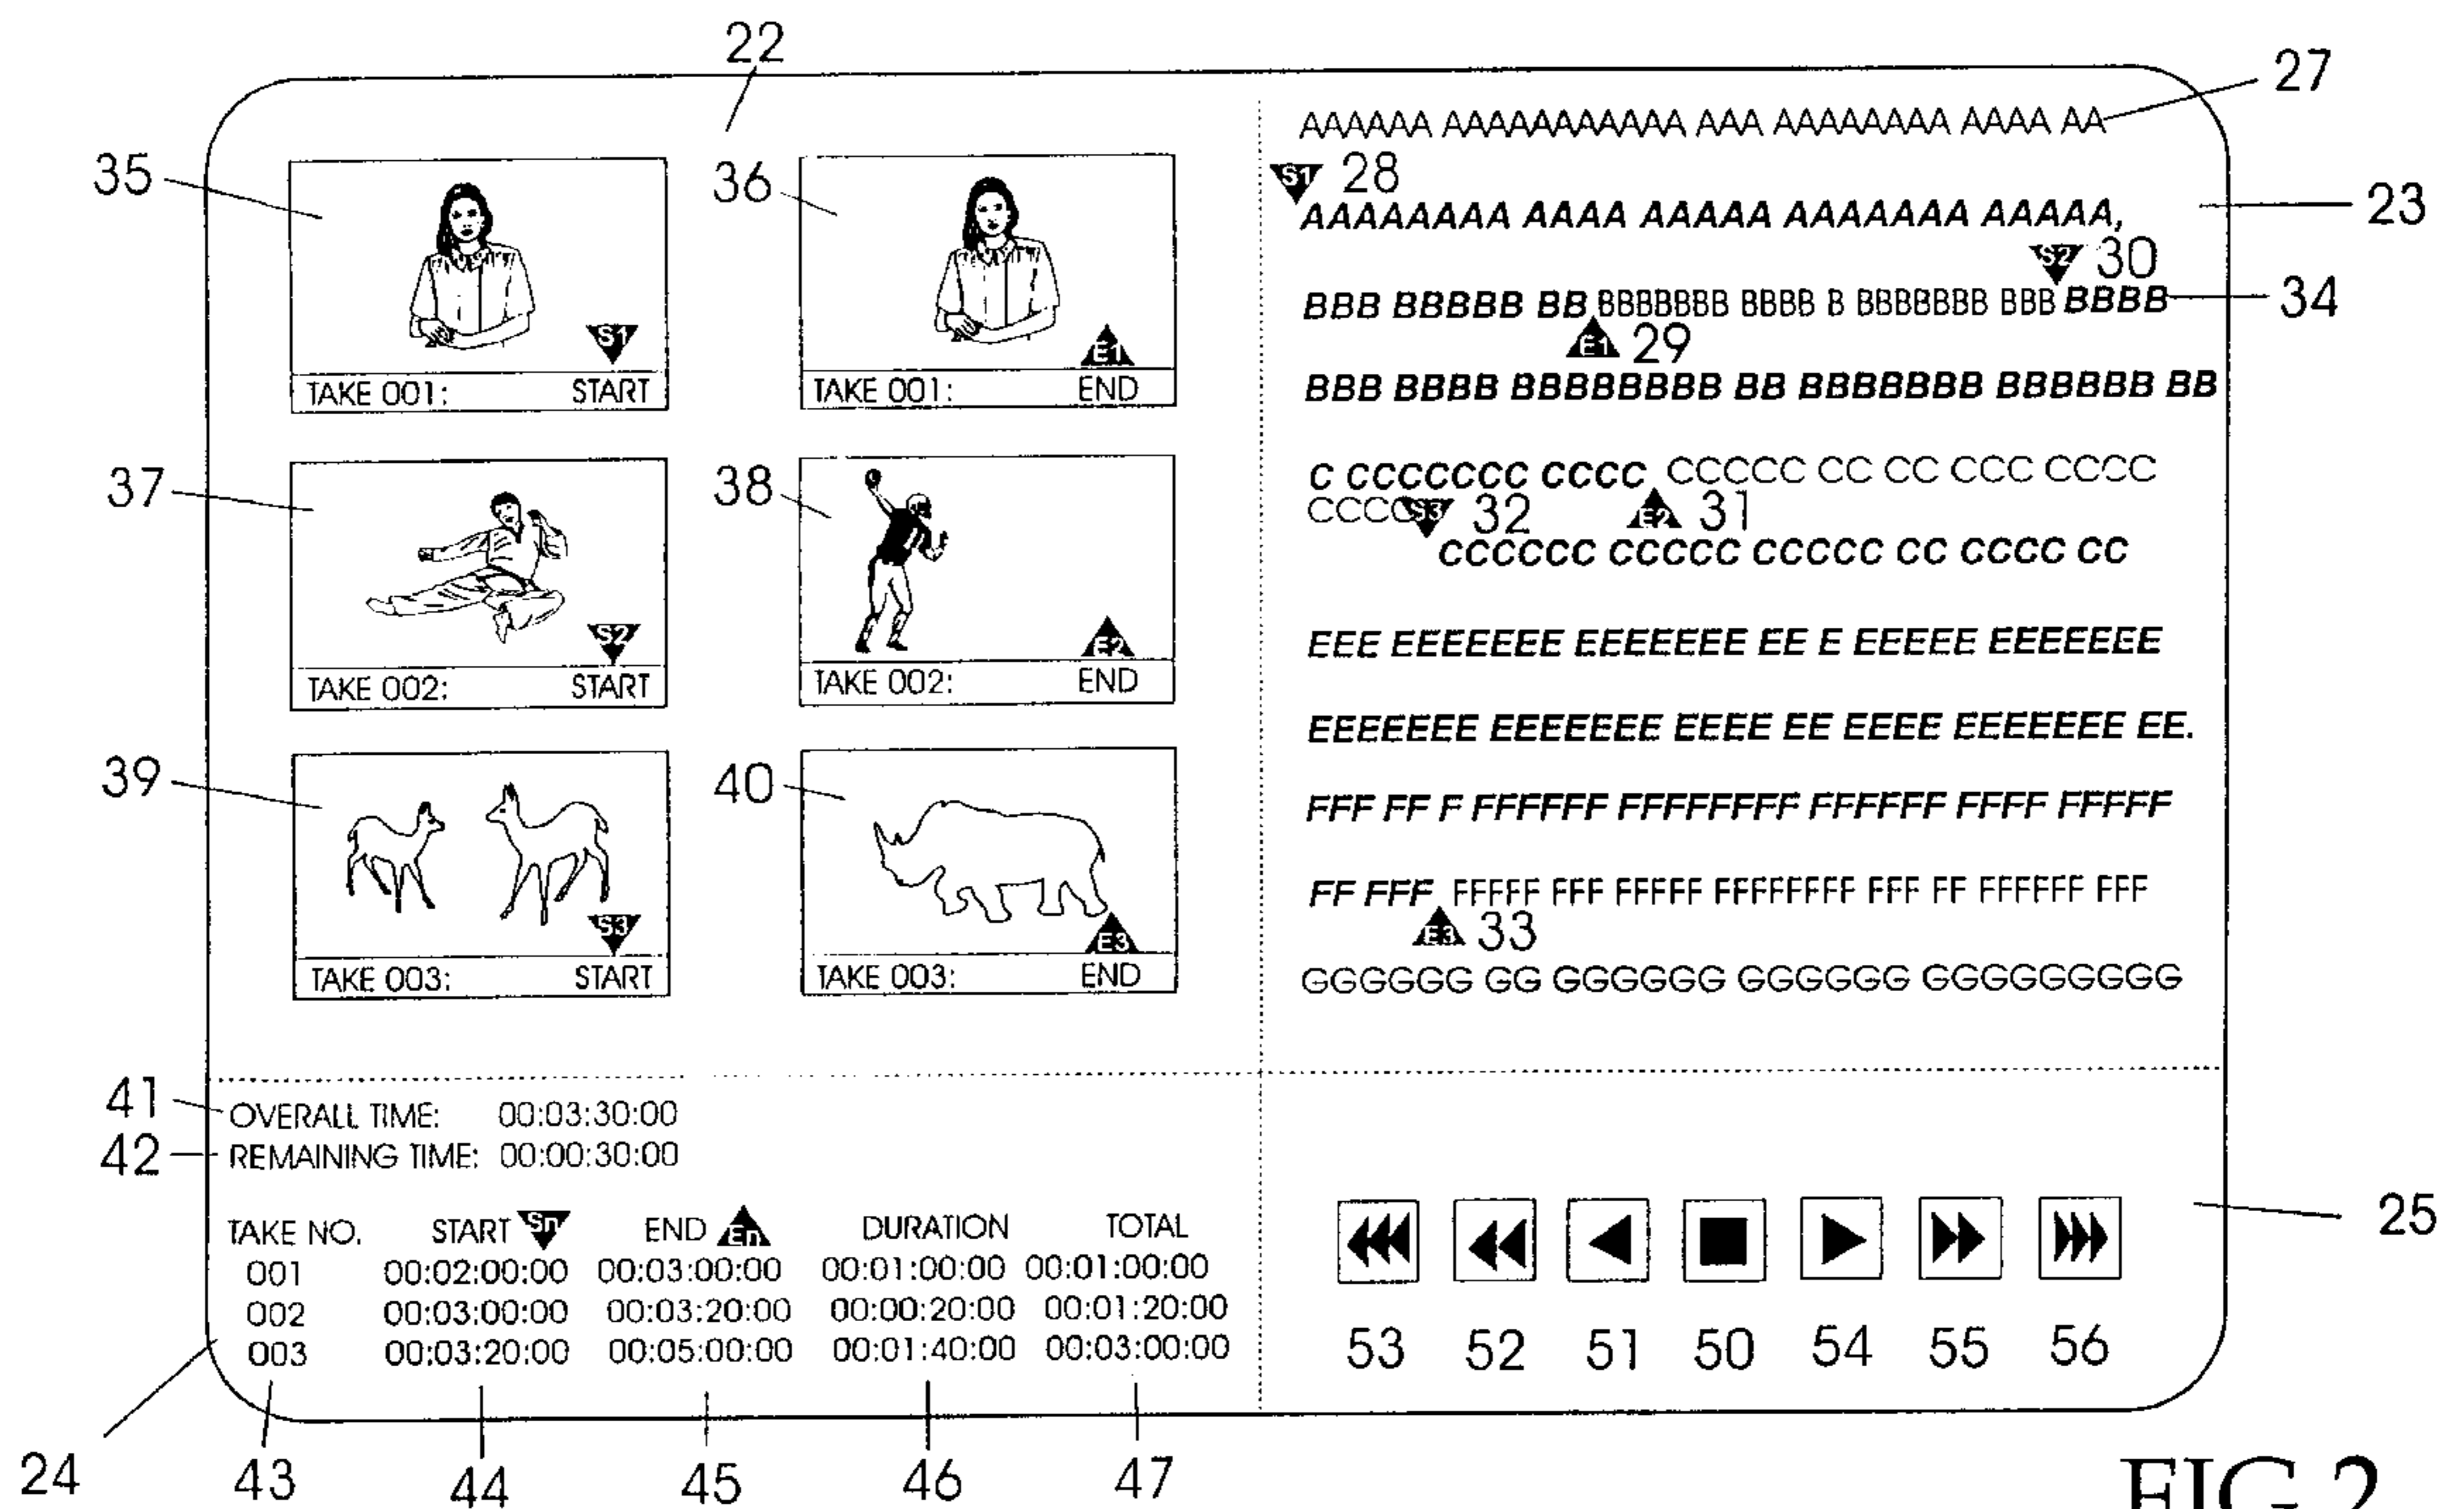 22
27
35
36
S1
TAKE 001: START
E1
TAKE 001: END
37
38
S2
TAKE 002: START
E2
TAKE 002: END
39
40
S3
TAKE 003: START
E3
TAKE 003: END
AAAAAA AAAAAAAAAAA AAA AAAAAAAA AAAA AA
S1 28
AAAAAAAA AAAA AAAAA AAAAAAA AAAAA,
23
S2 30
BBB BBBBB BB BBBBBBB BBBB B BBBBBBB BBB BBBB
34
E1 29
BBB BBBB BBBBBBBB BB BBBBBBB BBBBBB BB
C CCCCCCC CCCC CCCCC CC CC CCC CCCC
CCCC S3 32 E2 31
CCCCCC CCCCC CCCCC CC CCCC CC
EEE EEEEEEE EEEEEEE EE E EEEEE EEEEEEE
EEEEEEE EEEEEEE EEEE EE EEEE EEEEEEE EE.
FFF FF F FFFFFF FFFFFFFF FFFFFF FFFF FFFFF
FF FFF FFFFF FFF FFFFF FFFFFFFF FFF FF FFFFFF FFF
E3 33
GGGGGG GG GGGGGG GGGGGG GGGGGGGGG
41
OVERALL TIME: 00:03:30:00
42
REMAINING TIME: 00:00:30:00
TAKE NO. START Sn END En DURATION TOTAL
001 00:02:00:00 00:03:00:00 00:01:00:00 00:01:00:00
002 00:03:00:00 00:03:20:00 00:00:20:00 00:01:20:00
003 00:03:20:00 00:05:00:00 00:01:40:00 00:03:00:00
25
53 52 51 50 54 55 56
24 43 44 45 46 47
FIG 2